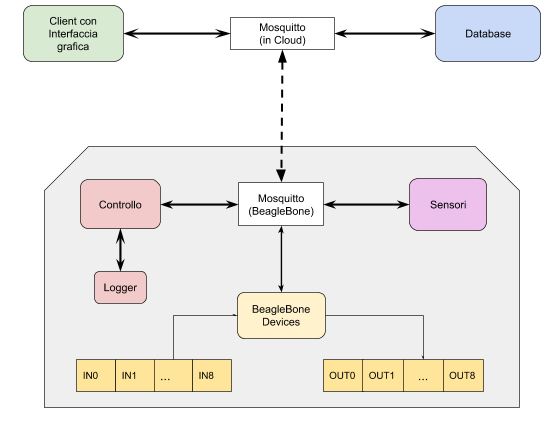 Client con
Interfaccia
grafica
Mosquitto
(in Cloud)
Database
Controllo
Mosquitto
(BeagleBone)
Sensori
Logger
BeagleBone
Devices
IN0 IN1 ... IN8
OUT0 OUT1 ... OUT8